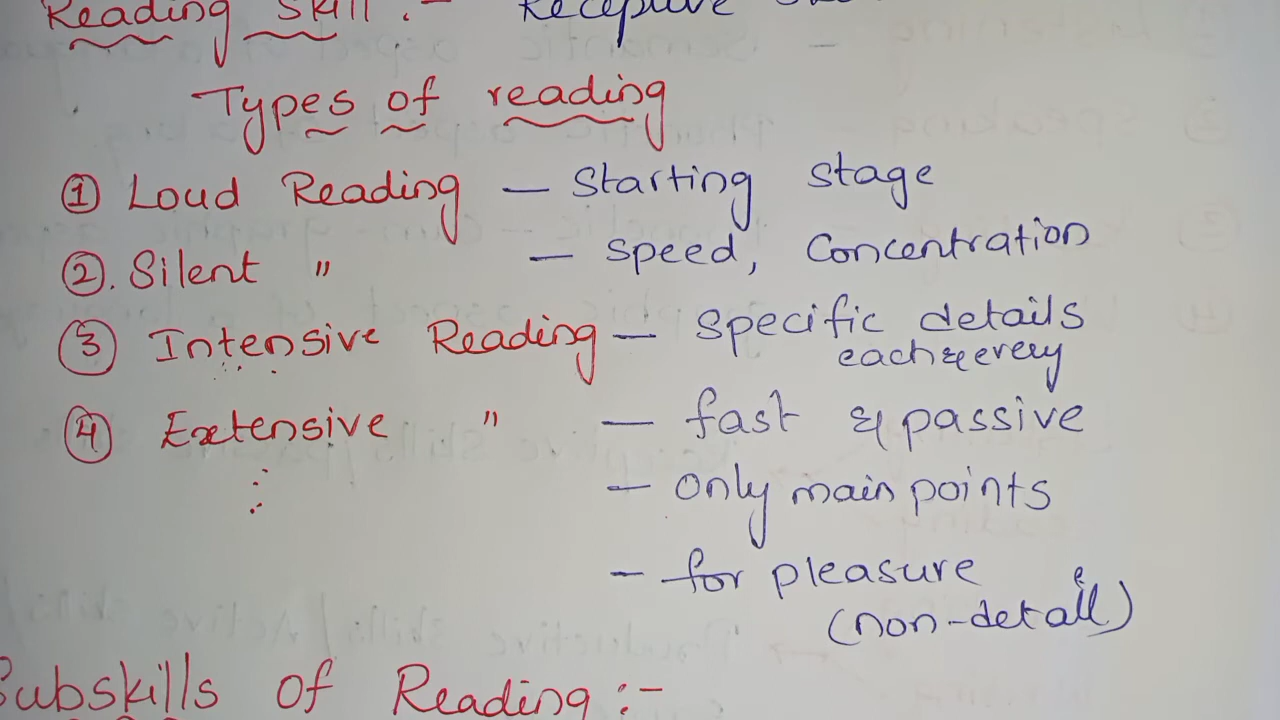 Reading Skill :- Receptive
Types of reading
① Loud Reading — Starting stage
②. Silent " — Speed, Concentration
③ Intensive Reading — Specific details
each & every
④ Extensive " — fast & passive
— only main points
— for pleasure
(non-detail)
Subskills of Reading :-